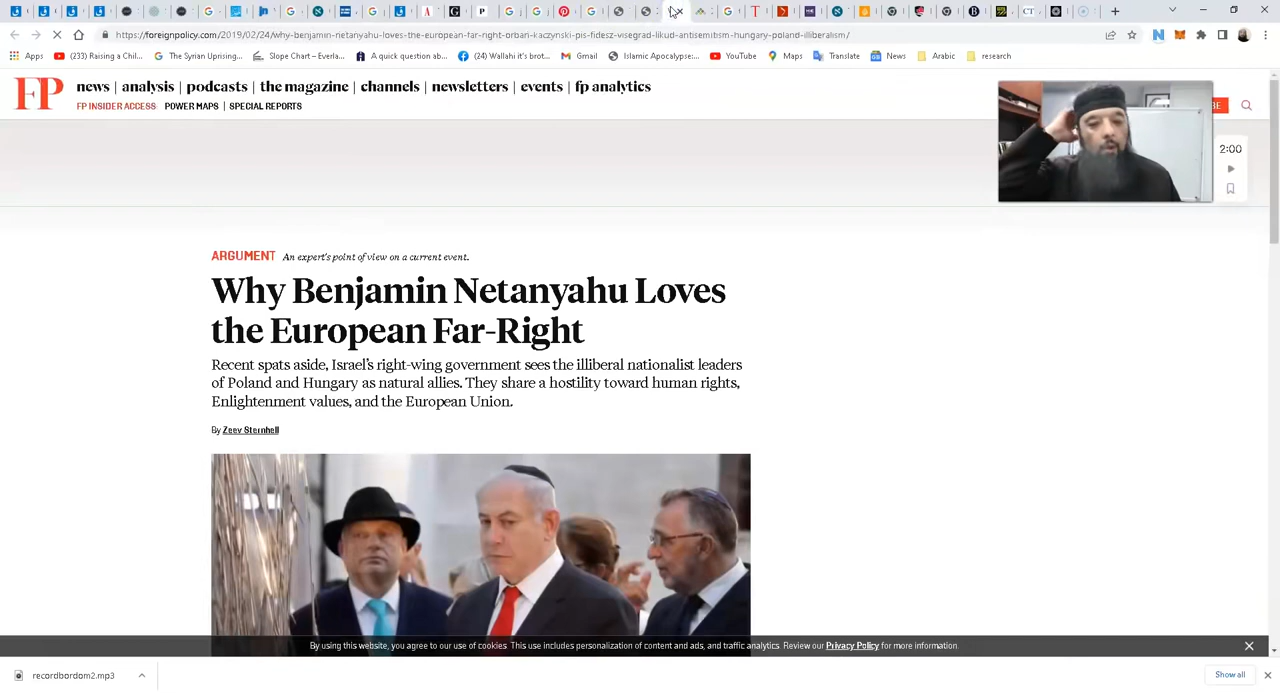 https://foreignpolicy.com/2019/02/24/why-benjamin-netanyahu-loves-the-european-far-right-orban-kaczynski-pis-fidesz-visegrad-likud-antisemitism-hungary-poland-illiberalism/
Apps (233) Raising a Chil... The Syrian Uprising... Slope Chart – Everla... A quick question ab... (24) Wallahi it's brot... Gmail Islamic Apocalypse:... YouTube Maps Translate News Arabic research
FP news | analysis | podcasts | the magazine | channels | newsletters | events | fp analytics
FP INSIDER ACCESS POWER MAPS | SPECIAL REPORTS
2:00
ARGUMENT An expert's point of view on a current event.
Why Benjamin Netanyahu Loves
the European Far-Right
Recent spats aside, Israel's right-wing government sees the illiberal nationalist leaders
of Poland and Hungary as natural allies. They share a hostility toward human rights,
Enlightenment values, and the European Union.
By Zeev Sternhell
By using this website, you agree to our use of cookies. This use includes personalization of content and ads, and traffic analytics. Review our Privacy Policy for more information.
recordbordom2.mp3 Show all